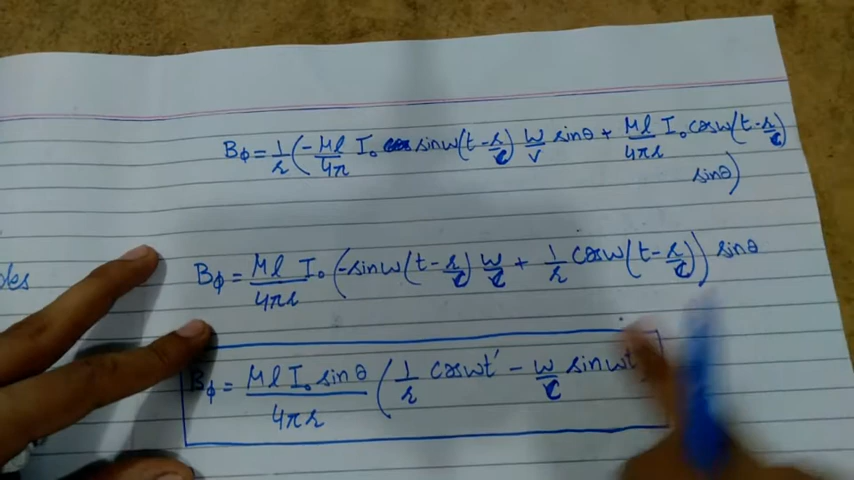 Bϕ = 1/r ( -μl/4π I₀ sinω(t - r/c) ω/v sinθ + μl/4πr I₀ cosω(t - r/c)
sinθ)
des
Bϕ = μl/4πr I₀ (-sinω(t - r/c) ω/c + 1/r cosω(t - r/c)) sinθ
Bϕ = μl I₀ sinθ/4πr ( 1/r cosωt' - ω/c sinωt'